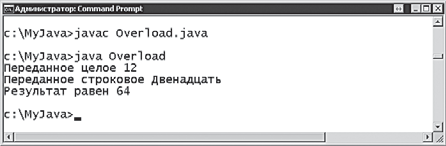 Администратор: Command Prompt
c:\MyJava>javac Overload.java
c:\MyJava>java Overload
Переданное целое 12
Переданное строковое Двенадцать
Результат равен 64
c:\MyJava>_